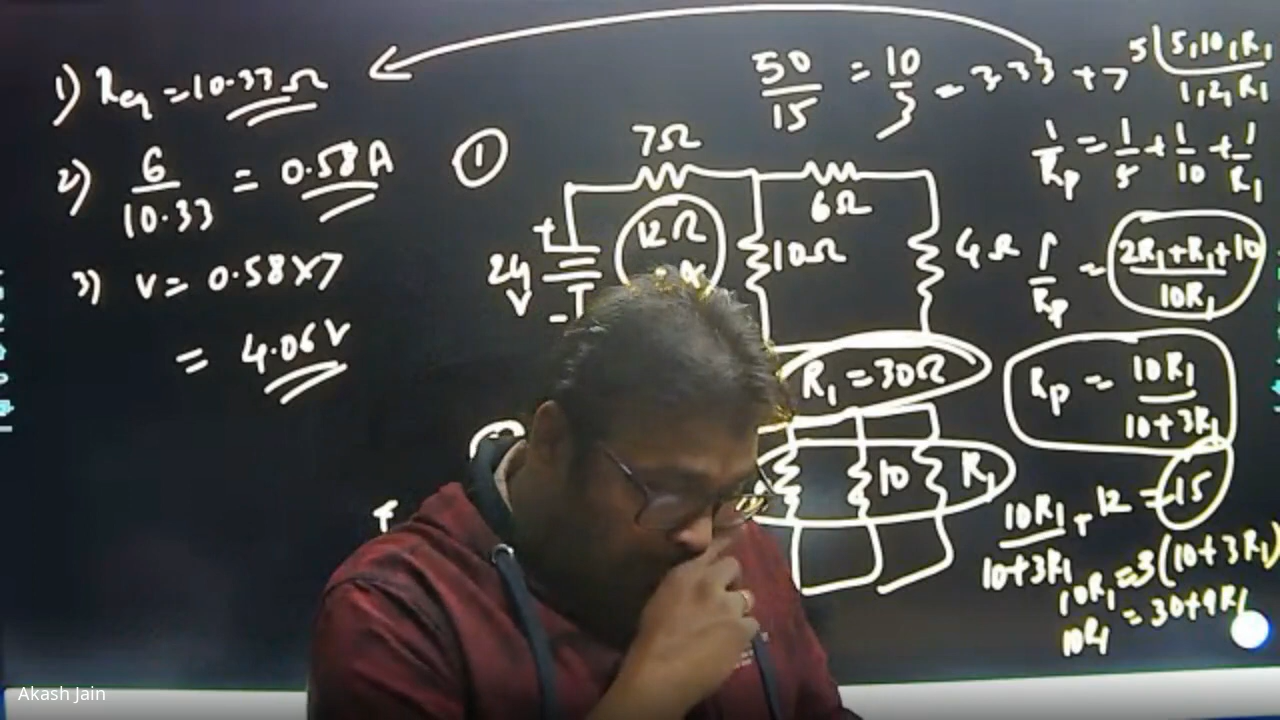 1) Req = 10.33 Ω
2) 6/10.33 = 0.58 A
3) V = 0.58 x 7
= 4.06 V
50/15 = 10/3 = 3.33 + 7
5 | 5, 10, R1
1, 2, R1
1/Rp = 1/5 + 1/10 + 1/R1
1/Rp = 2R1 + R1 + 10 / 10R1
Rp = 10R1 / 10 + 3R1
10R1 / 10 + 3R1 + 12 = 15
10R1 = 3(10 + 3R1)
10R1 = 30 + 9R1
1
7Ω
6Ω
12Ω
10Ω
4Ω
+
24
V
-
R1 = 30Ω
10
R1
Akash Jain